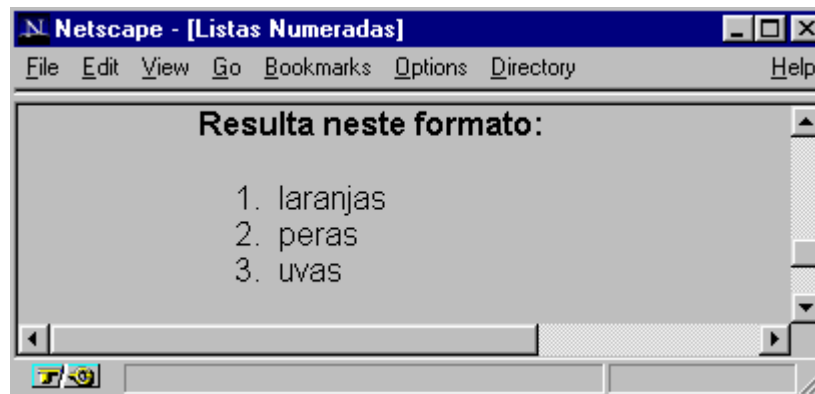 N Netscape - [Listas Numeradas]
File Edit View Go Bookmarks Options Directory Help
Resulta neste formato:
1. laranjas
2. peras
3. uvas